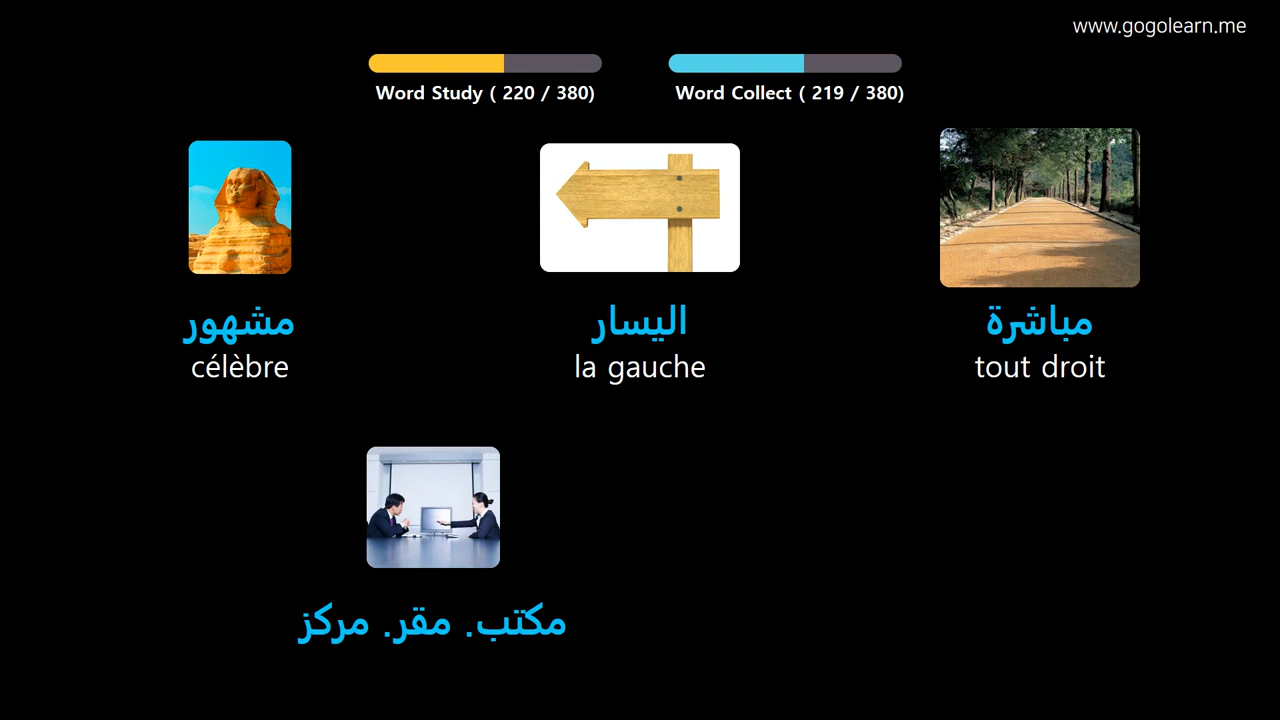 www.gogolearn.me
Word Study ( 220 / 380)
Word Collect ( 219 / 380)
مشهور
célèbre
اليسار
la gauche
مباشرة
tout droit
مكتب. مقر. مركز